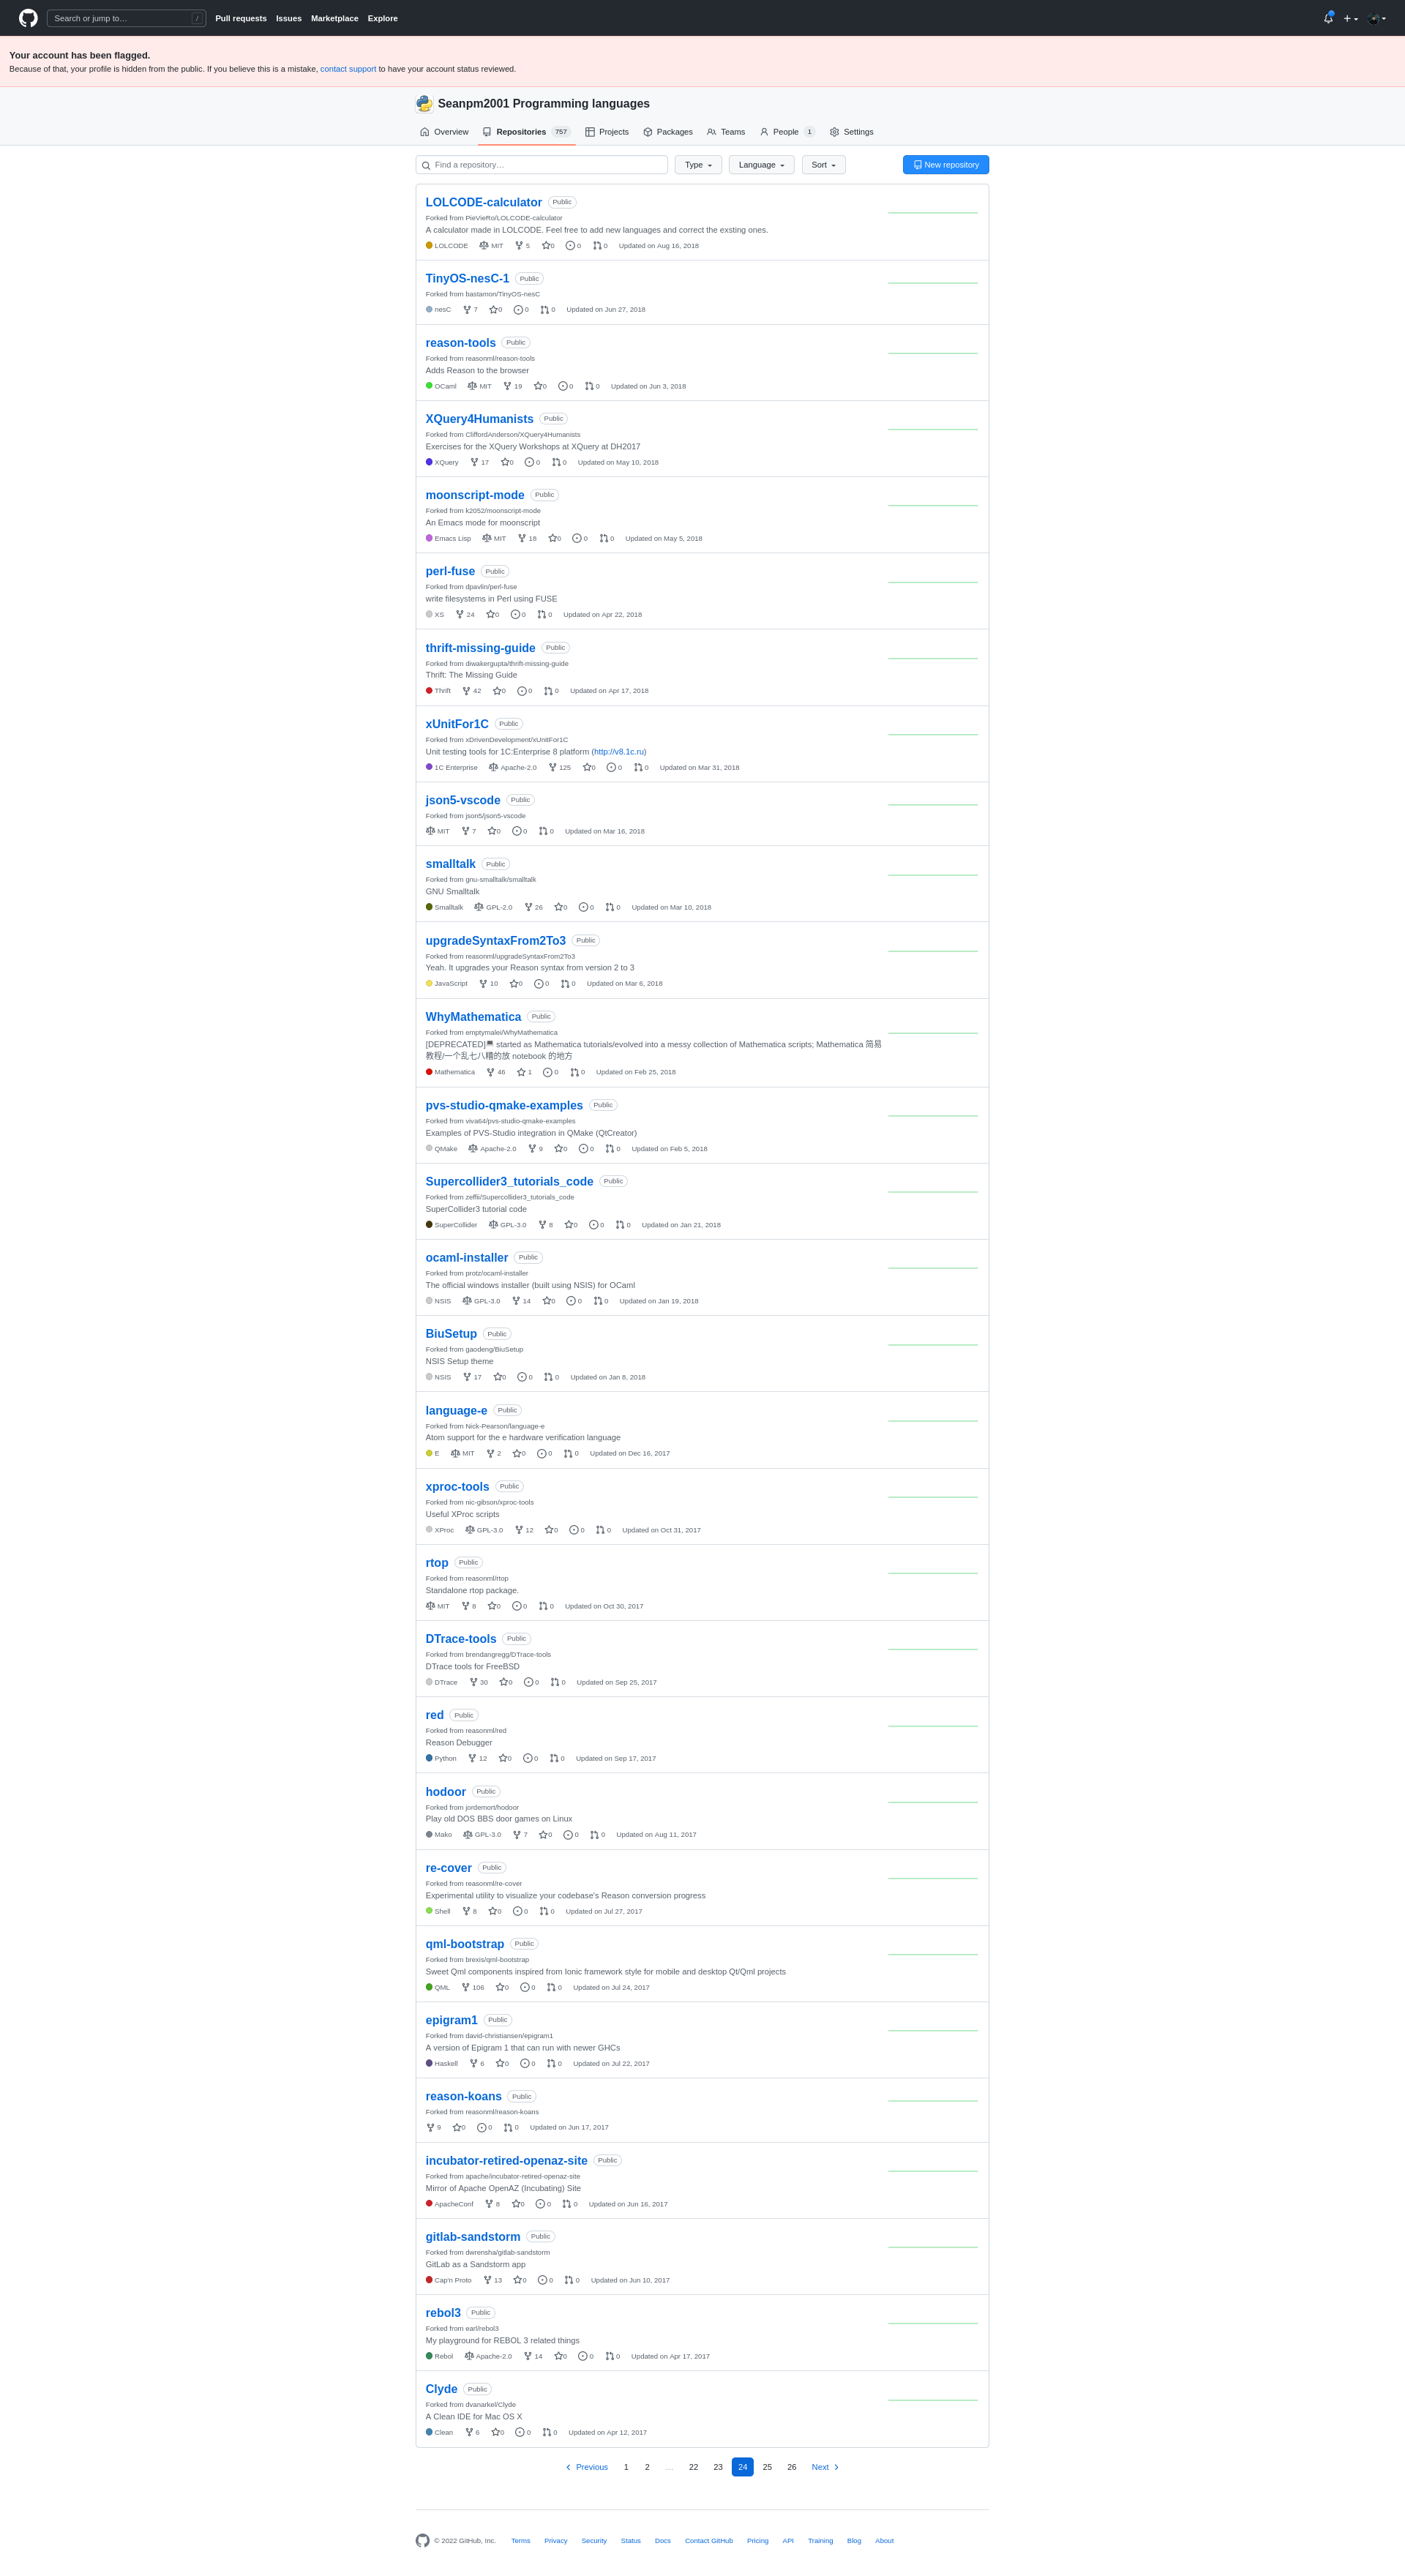 Search or jump to… /
Pull requests Issues Marketplace Explore
Your account has been flagged.
Because of that, your profile is hidden from the public. If you believe this is a mistake, contact support to have your account status reviewed.
Seanpm2001 Programming languages
Overview Repositories 757 Projects Packages Teams People 1 Settings
Find a repository… Type Language Sort New repository
LOLCODE-calculator Public
Forked from PieVieRo/LOLCODE-calculator
A calculator made in LOLCODE. Feel free to add new languages and correct the exsting ones.
LOLCODE MIT 5 0 0 0 Updated on Aug 16, 2018
TinyOS-nesC-1 Public
Forked from bastamon/TinyOS-nesC
nesC 7 0 0 0 Updated on Jun 27, 2018
reason-tools Public
Forked from reasonml/reason-tools
Adds Reason to the browser
OCaml MIT 19 0 0 0 Updated on Jun 3, 2018
XQuery4Humanists Public
Forked from CliffordAnderson/XQuery4Humanists
Exercises for the XQuery Workshops at XQuery at DH2017
XQuery 17 0 0 0 Updated on May 10, 2018
moonscript-mode Public
Forked from k2052/moonscript-mode
An Emacs mode for moonscript
Emacs Lisp MIT 18 0 0 0 Updated on May 5, 2018
perl-fuse Public
Forked from dpavlin/perl-fuse
write filesystems in Perl using FUSE
XS 24 0 0 0 Updated on Apr 22, 2018
thrift-missing-guide Public
Forked from diwakergupta/thrift-missing-guide
Thrift: The Missing Guide
Thrift 42 0 0 0 Updated on Apr 17, 2018
xUnitFor1C Public
Forked from xDrivenDevelopment/xUnitFor1C
Unit testing tools for 1C:Enterprise 8 platform (http://v8.1c.ru)
1C Enterprise Apache-2.0 125 0 0 0 Updated on Mar 31, 2018
json5-vscode Public
Forked from json5/json5-vscode
MIT 7 0 0 0 Updated on Mar 16, 2018
smalltalk Public
Forked from gnu-smalltalk/smalltalk
GNU Smalltalk
Smalltalk GPL-2.0 26 0 0 0 Updated on Mar 10, 2018
upgradeSyntaxFrom2To3 Public
Forked from reasonml/upgradeSyntaxFrom2To3
Yeah. It upgrades your Reason syntax from version 2 to 3
JavaScript 10 0 0 0 Updated on Mar 6, 2018
WhyMathematica Public
Forked from emptymalei/WhyMathematica
[DEPRECATED] started as Mathematica tutorials/evolved into a messy collection of Mathematica scripts; Mathematica 简易
教程/一个乱七八糟的放 notebook 的地方
Mathematica 46 1 0 0 Updated on Feb 25, 2018
pvs-studio-qmake-examples Public
Forked from viva64/pvs-studio-qmake-examples
Examples of PVS-Studio integration in QMake (QtCreator)
QMake Apache-2.0 9 0 0 0 Updated on Feb 5, 2018
Supercollider3_tutorials_code Public
Forked from zeffii/Supercollider3_tutorials_code
SuperCollider3 tutorial code
SuperCollider GPL-3.0 8 0 0 0 Updated on Jan 21, 2018
ocaml-installer Public
Forked from protz/ocaml-installer
The official windows installer (built using NSIS) for OCaml
NSIS GPL-3.0 14 0 0 0 Updated on Jan 19, 2018
BiuSetup Public
Forked from gaodeng/BiuSetup
NSIS Setup theme
NSIS 17 0 0 0 Updated on Jan 8, 2018
language-e Public
Forked from Nick-Pearson/language-e
Atom support for the e hardware verification language
E MIT 2 0 0 0 Updated on Dec 16, 2017
xproc-tools Public
Forked from nic-gibson/xproc-tools
Useful XProc scripts
XProc GPL-3.0 12 0 0 0 Updated on Oct 31, 2017
rtop Public
Forked from reasonml/rtop
Standalone rtop package.
MIT 8 0 0 0 Updated on Oct 30, 2017
DTrace-tools Public
Forked from brendangregg/DTrace-tools
DTrace tools for FreeBSD
DTrace 30 0 0 0 Updated on Sep 25, 2017
red Public
Forked from reasonml/red
Reason Debugger
Python 12 0 0 0 Updated on Sep 17, 2017
hodoor Public
Forked from jordemort/hodoor
Play old DOS BBS door games on Linux
Mako GPL-3.0 7 0 0 0 Updated on Aug 11, 2017
re-cover Public
Forked from reasonml/re-cover
Experimental utility to visualize your codebase's Reason conversion progress
Shell 8 0 0 0 Updated on Jul 27, 2017
qml-bootstrap Public
Forked from brexis/qml-bootstrap
Sweet Qml components inspired from Ionic framework style for mobile and desktop Qt/Qml projects
QML 106 0 0 0 Updated on Jul 24, 2017
epigram1 Public
Forked from david-christiansen/epigram1
A version of Epigram 1 that can run with newer GHCs
Haskell 6 0 0 0 Updated on Jul 22, 2017
reason-koans Public
Forked from reasonml/reason-koans
9 0 0 0 Updated on Jun 17, 2017
incubator-retired-openaz-site Public
Forked from apache/incubator-retired-openaz-site
Mirror of Apache OpenAZ (Incubating) Site
ApacheConf 8 0 0 0 Updated on Jun 16, 2017
gitlab-sandstorm Public
Forked from dwrensha/gitlab-sandstorm
GitLab as a Sandstorm app
Cap'n Proto 13 0 0 0 Updated on Jun 10, 2017
rebol3 Public
Forked from earl/rebol3
My playground for REBOL 3 related things
Rebol Apache-2.0 14 0 0 0 Updated on Apr 17, 2017
Clyde Public
Forked from dvanarkel/Clyde
A Clean IDE for Mac OS X
Clean 6 0 0 0 Updated on Apr 12, 2017
Previous 1 2 … 22 23 24 25 26 Next
© 2022 GitHub, Inc. Terms Privacy Security Status Docs Contact GitHub Pricing API Training Blog About